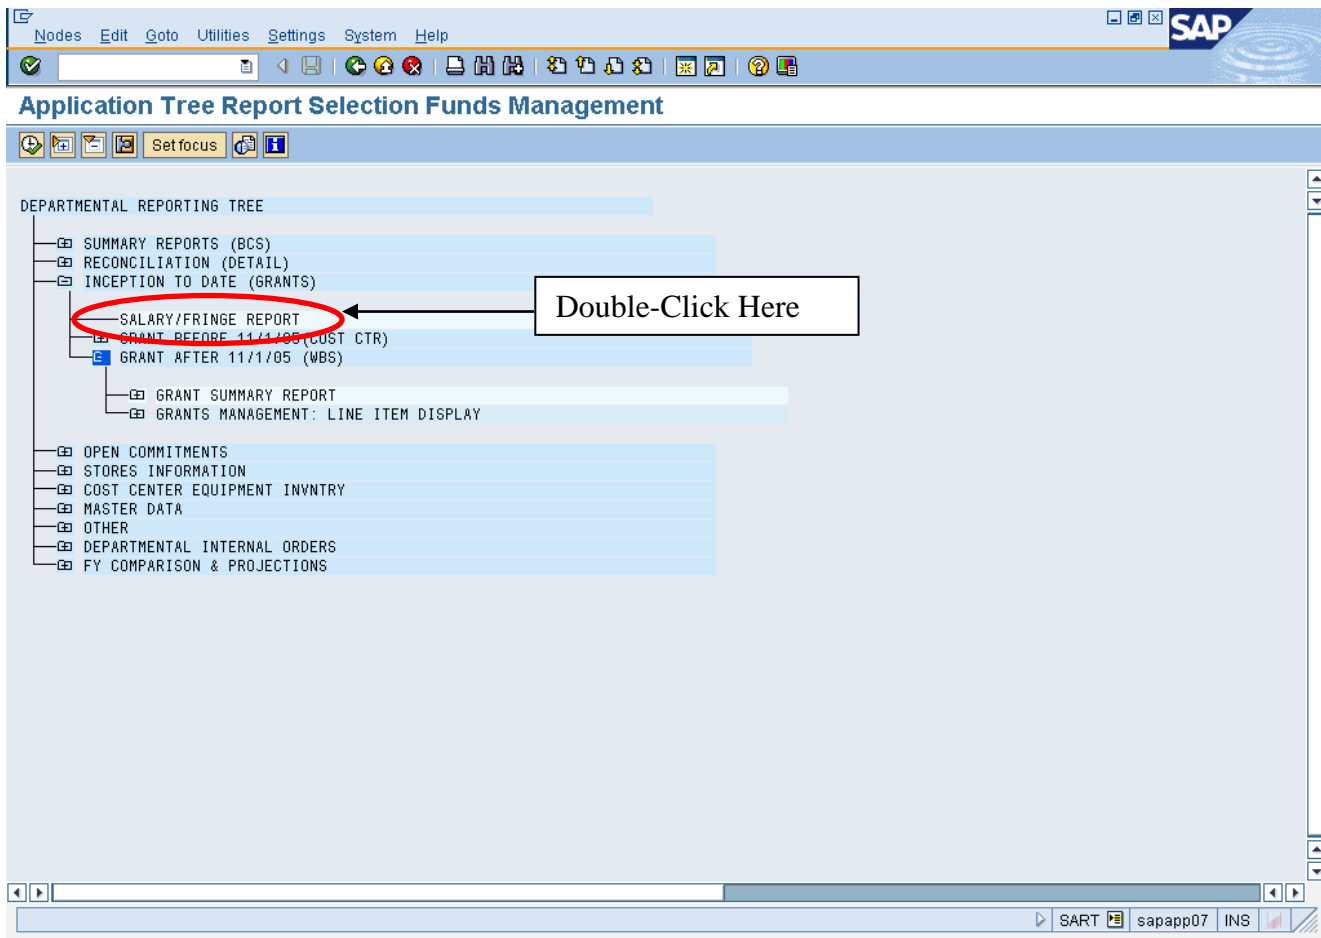 SAP
Nodes Edit Goto Utilities Settings System Help
Application Tree Report Selection Funds Management
Set focus
DEPARTMENTAL REPORTING TREE
SUMMARY REPORTS (BCS)
RECONCILIATION (DETAIL)
INCEPTION TO DATE (GRANTS)
Double-Click Here
SALARY/FRINGE REPORT
GRANT BEFORE 11/1/05(COST CTR)
GRANT AFTER 11/1/05 (WBS)
GRANT SUMMARY REPORT
GRANTS MANAGEMENT: LINE ITEM DISPLAY
OPEN COMMITMENTS
STORES INFORMATION
COST CENTER EQUIPMENT INVNTRY
MASTER DATA
OTHER
DEPARTMENTAL INTERNAL ORDERS
FY COMPARISON & PROJECTIONS
SART sapapp07 INS